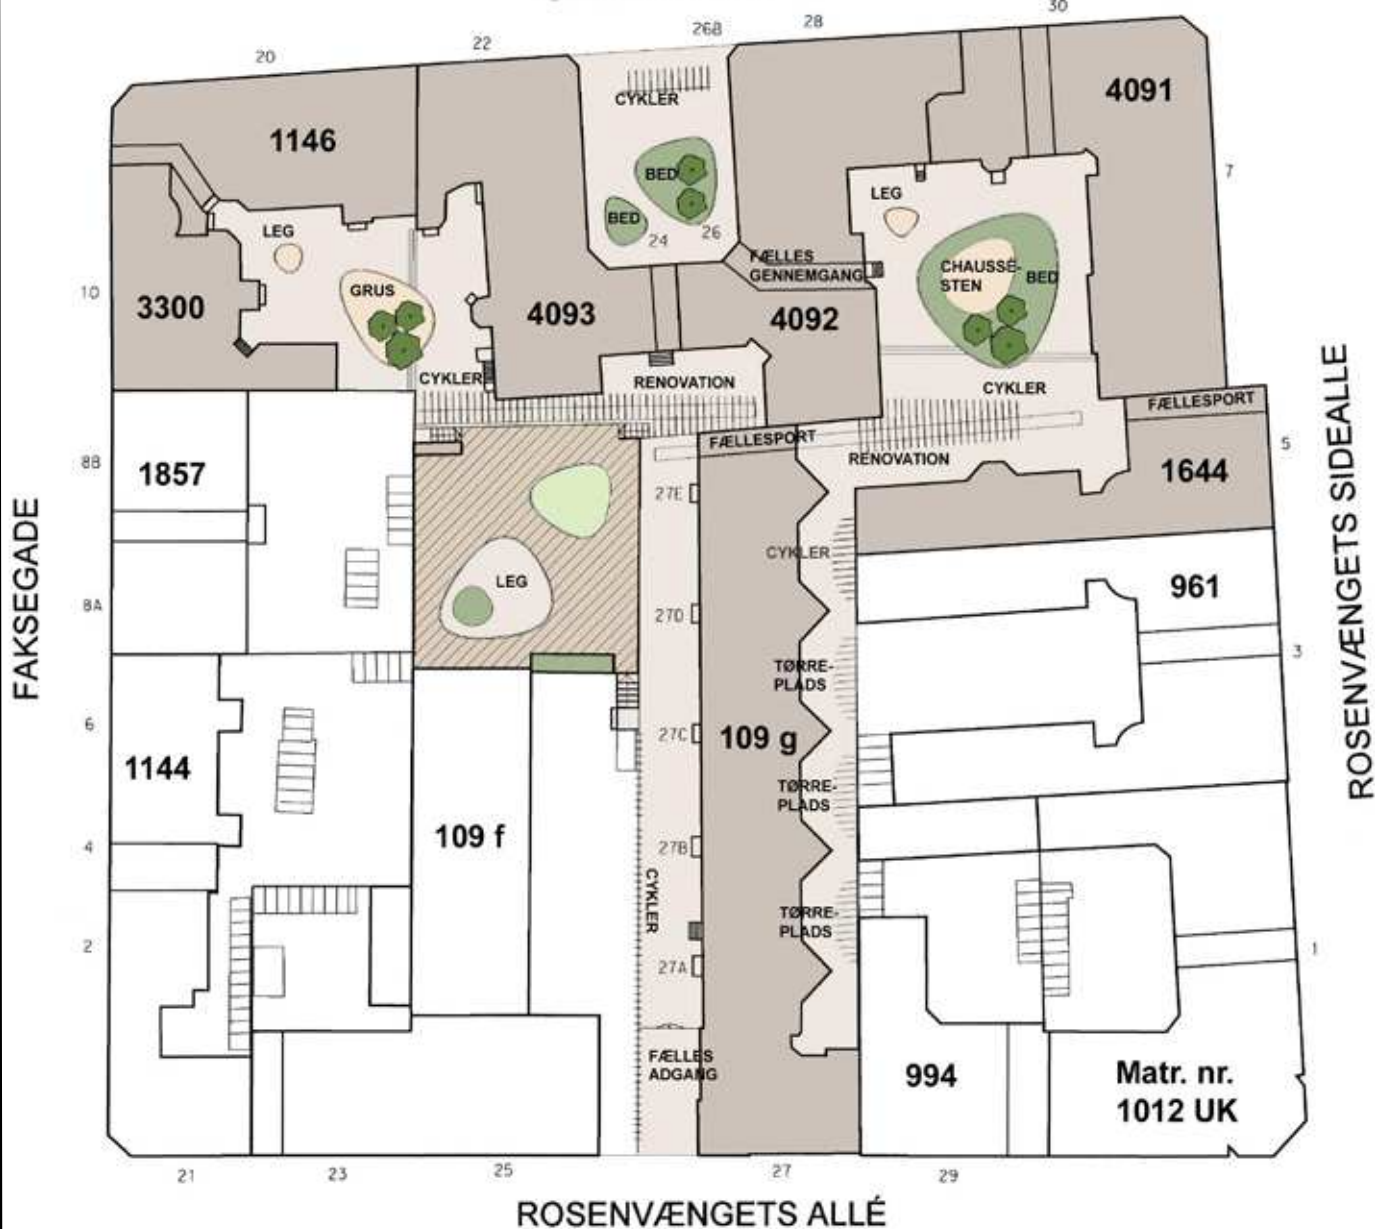 20
22
26B
28
30
CYKLER
1146
4091
7
BED
BED
24
26
LEG
LEG
FÆLLES
GENNEMGANG
CHAUSSÉ-
STEN
BED
10
3300
GRUS
4093
4092
CYKLER
RENOVATION
CYKLER
FÆLLESPORT
FÆLLESPORT
RENOVATION
5
8B
1857
27E
1644
CYKLER
LEG
961
8A
27D
3
TØRRE-
PLADS
6
27C
109 g
1144
TØRRE-
PLADS
4
109 f
27B
CYKLER
TØRRE-
PLADS
2
27A
1
FÆLLES
ADGANG
994
Matr. nr.
1012 UK
21
23
25
27
29
FAKSEGADE
ROSENVÆNGETS SIDEALLE
ROSENVÆNGETS ALLÉ